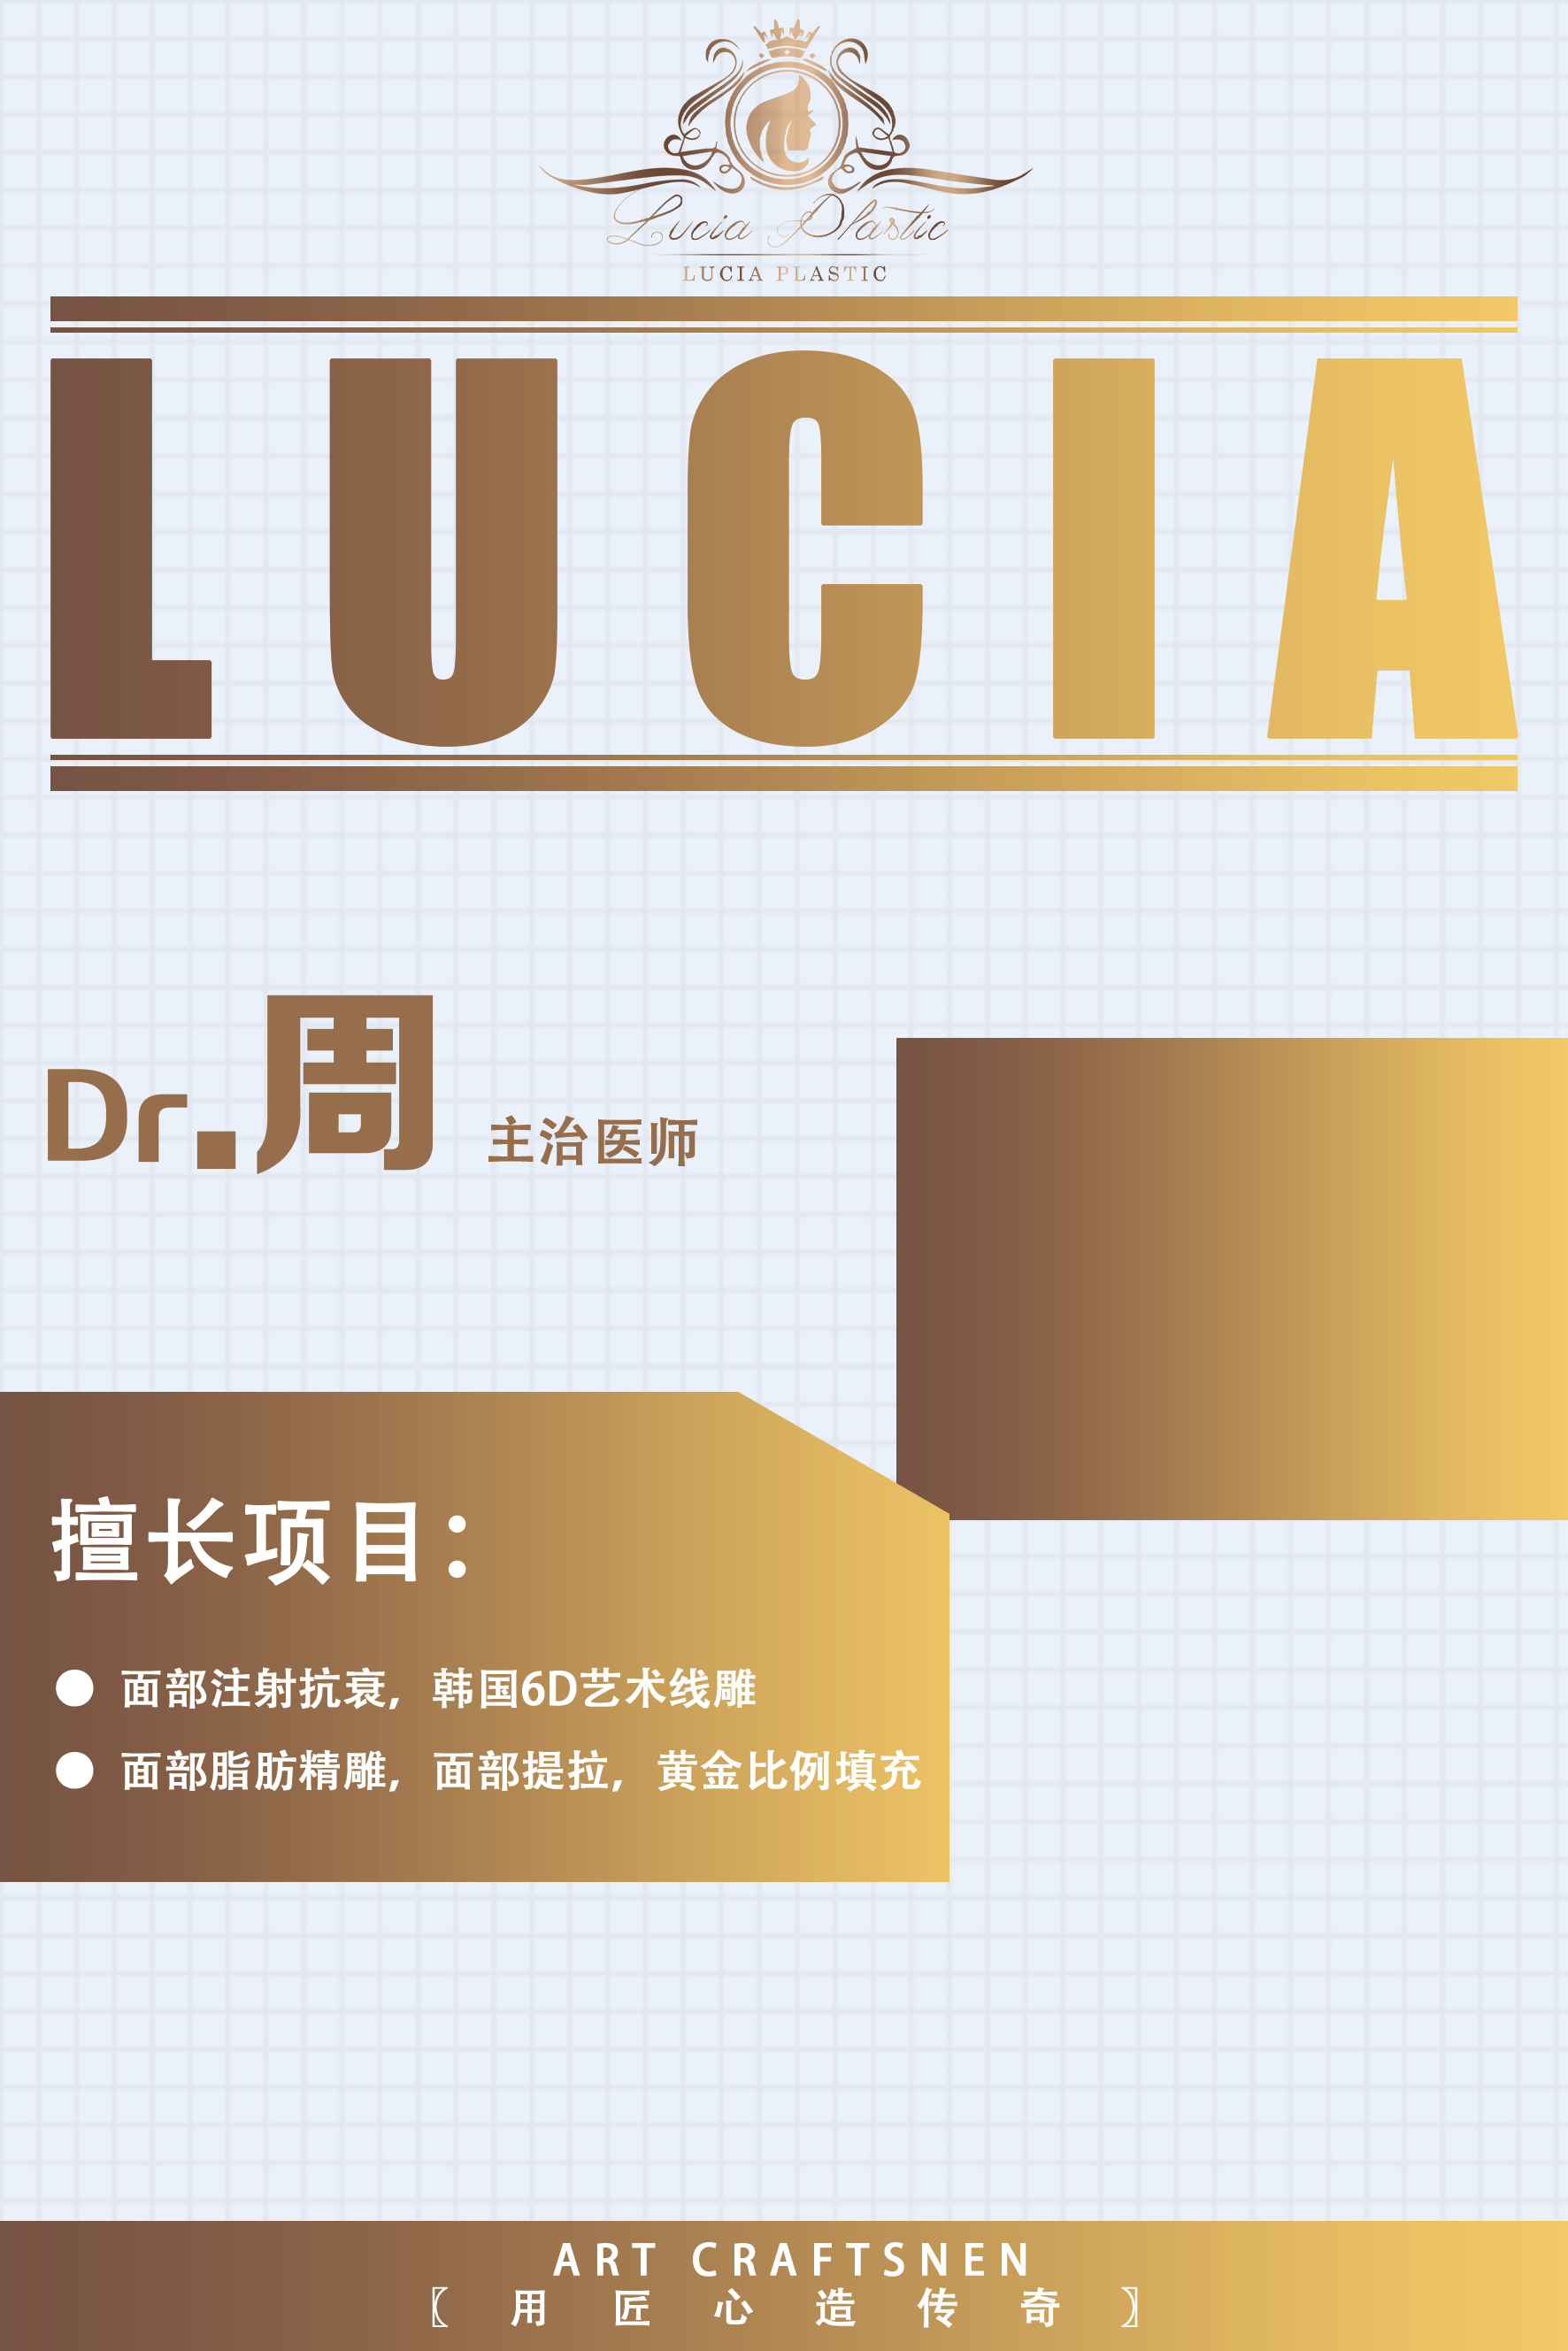 Lucia Plastic
LUCIA PLASTIC
LUCIA
Dr.周 主治医师
擅长项目：
● 面部注射抗衰，韩国6D艺术线雕
● 面部脂肪精雕，面部提拉，黄金比例填充
ART CRAFTSNEN
〖用匠心造传奇〗